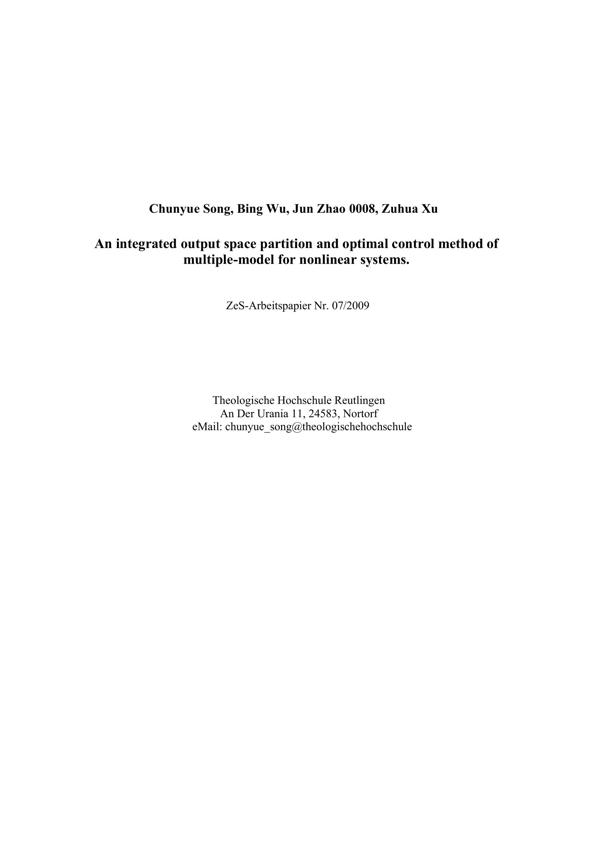 Chunyue Song, Bing Wu, Jun Zhao 0008, Zuhua Xu
An integrated output space partition and optimal control method of
multiple-model for nonlinear systems.
ZeS-Arbeitspapier Nr. 07/2009
Theologische Hochschule Reutlingen
An Der Urania 11, 24583, Nortorf
eMail: chunyue_song@theologischehochschule